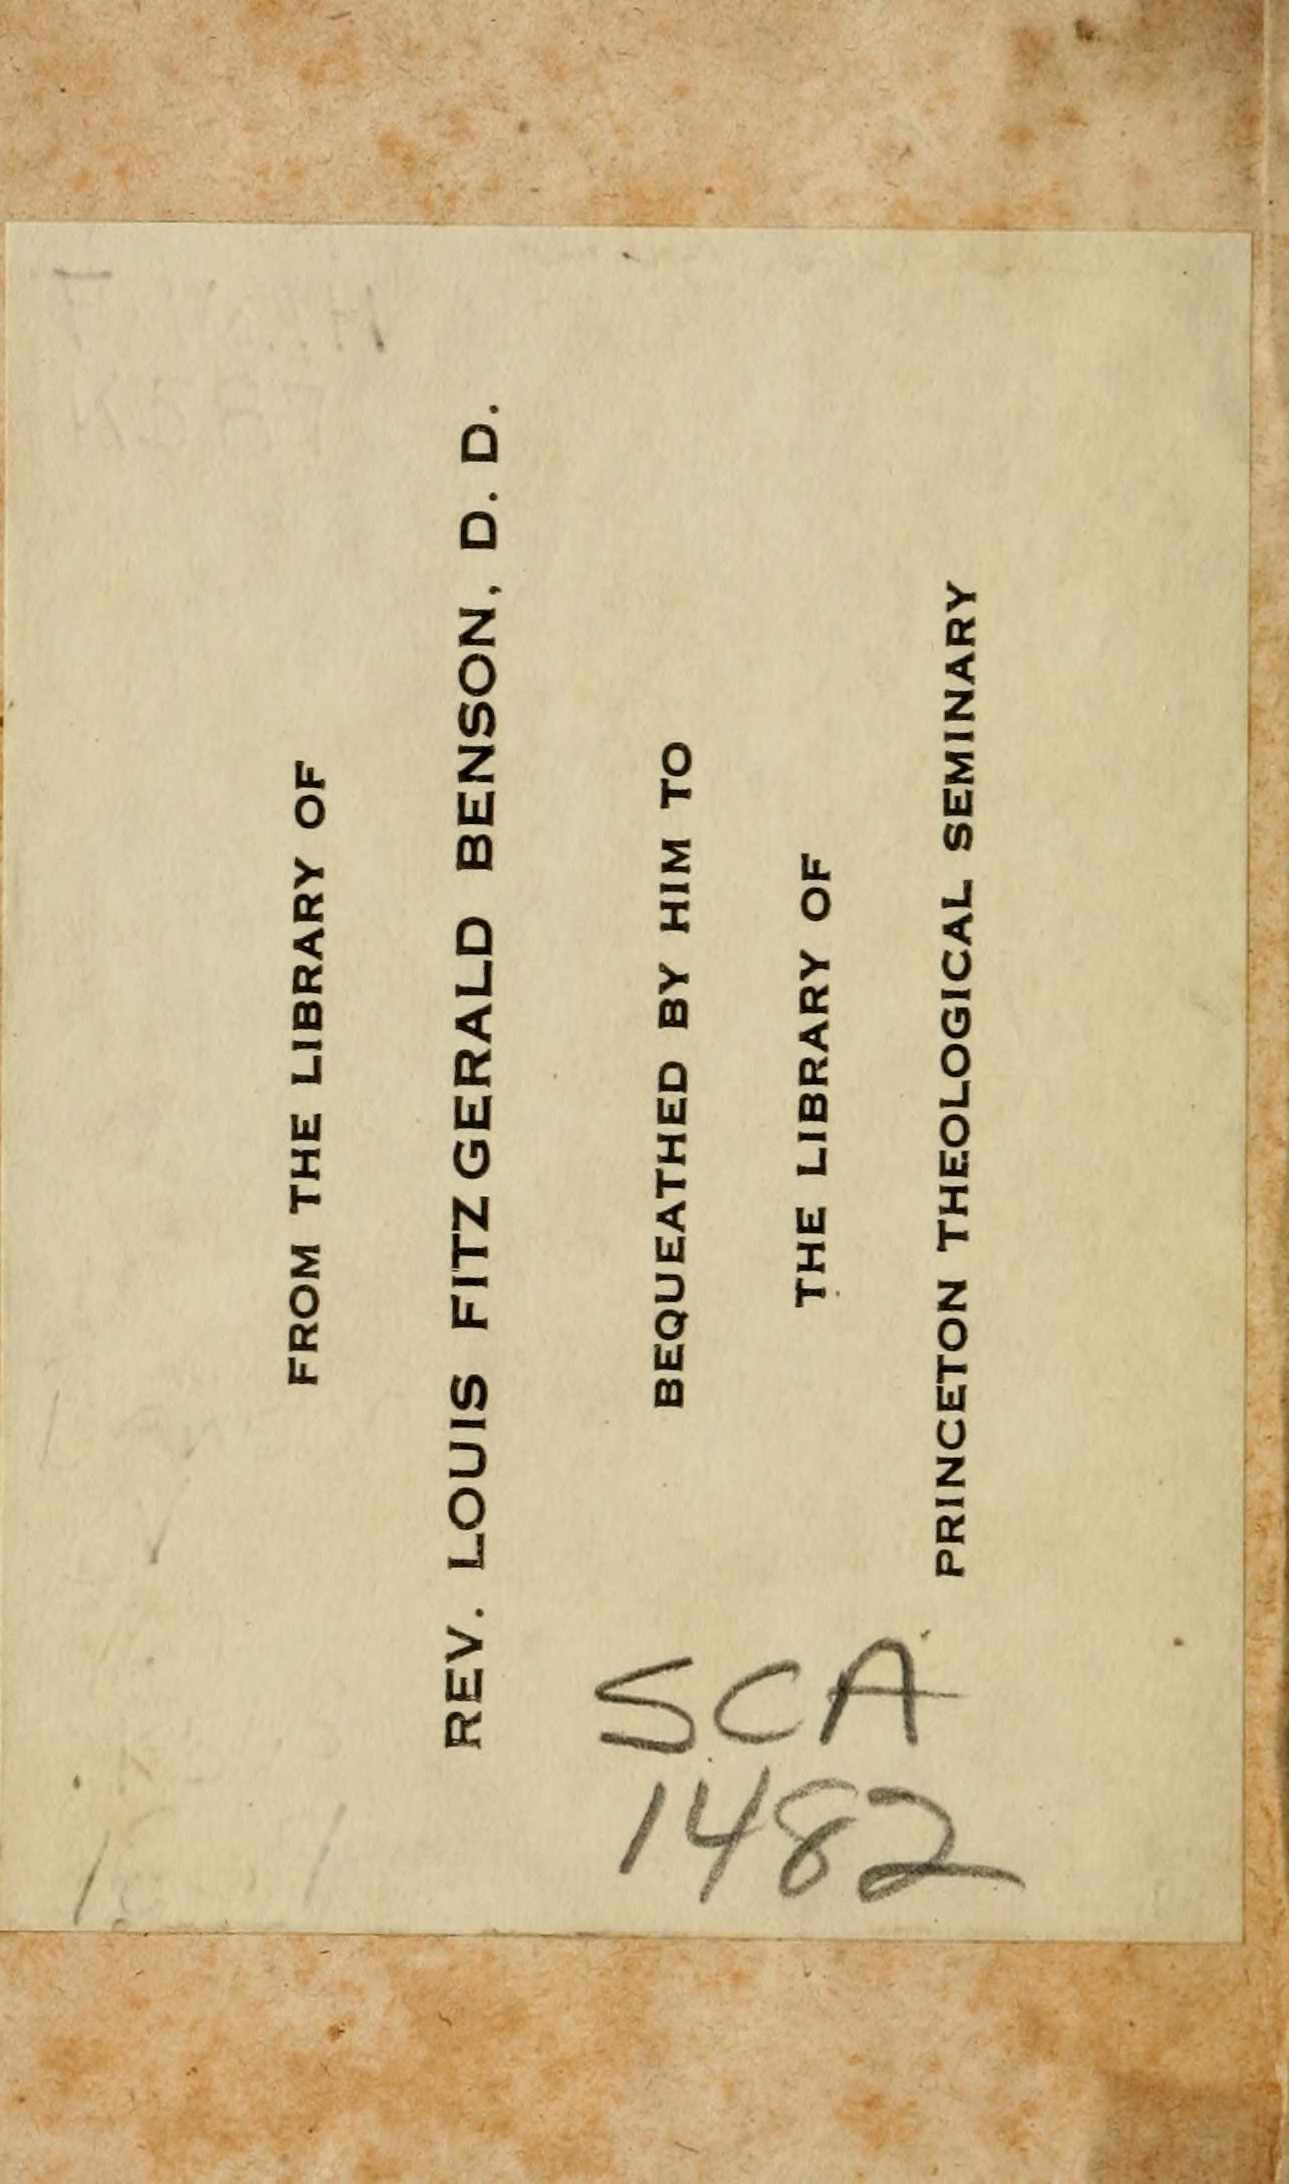 FROM THE LIBRARY OF
REV. LOUIS FITZGERALD BENSON, D. D.
BEQUEATHED BY HIM TO
THE LIBRARY OF
PRINCETON THEOLOGICAL SEMINARY
SCA
1482